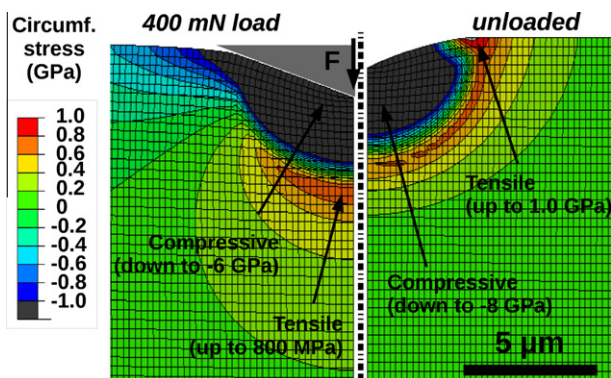 Circumf.
stress
(GPa)
1.0
0.8
0.6
0.4
0.2
0
-0.2
-0.4
-0.6
-0.8
-1.0
400 mN load
F
unloaded
Compressive
(down to -6 GPa)
Tensile
(up to 800 MPa)
Tensile
(up to 1.0 GPa)
Compressive
(down to -8 GPa)
5 µm